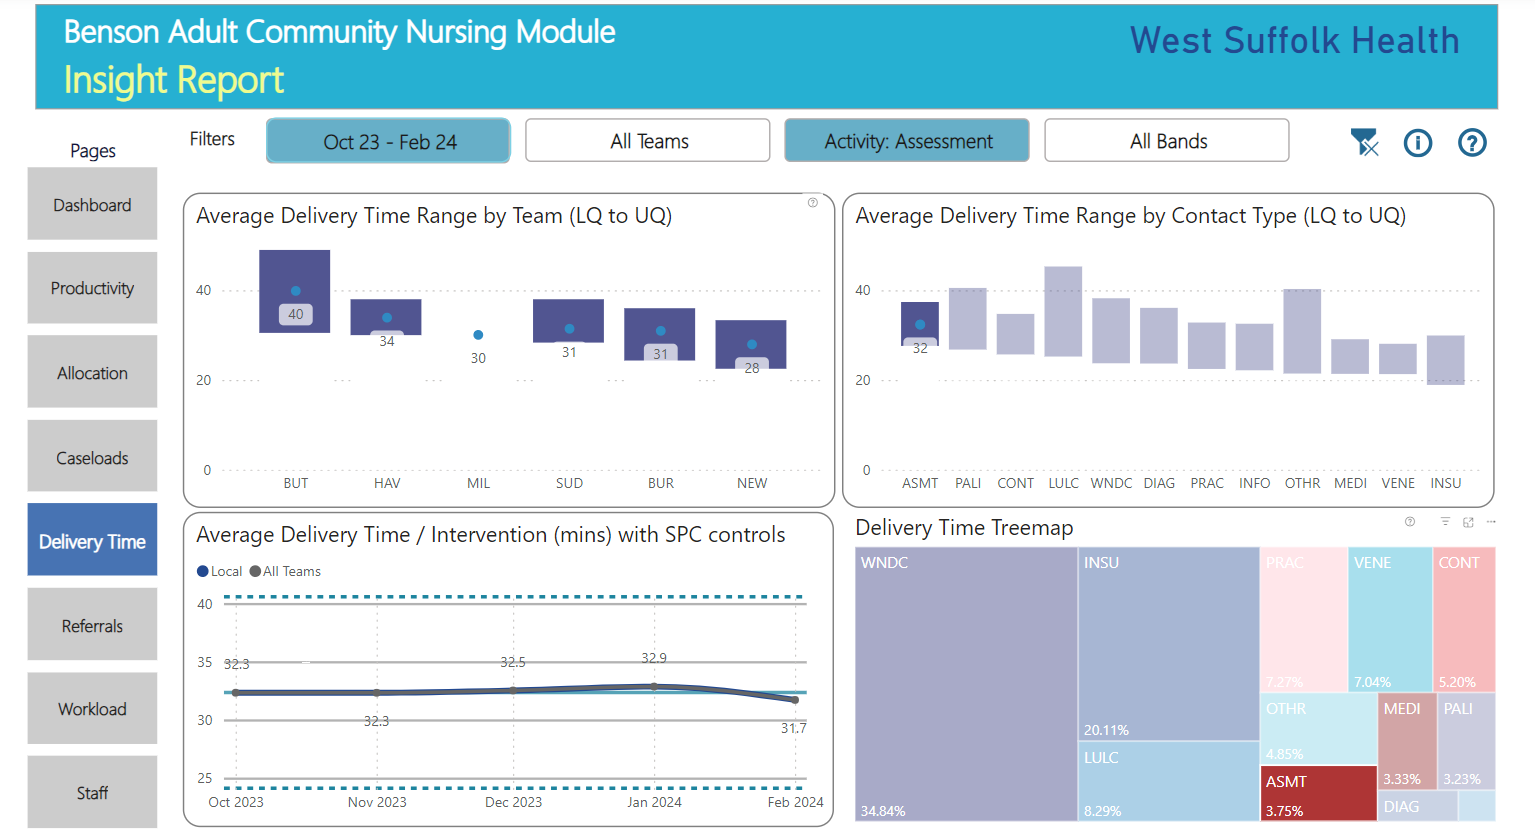 Benson Adult Community Nursing Module
Insight Report
West Suffolk Health
Filters
Oct 23 - Feb 24
All Teams
Activity: Assessment
All Bands
Pages
Dashboard
Productivity
Allocation
Caseloads
Delivery Time
Referrals
Workload
Staff
Average Delivery Time Range by Team (LQ to UQ)
40
20
0
40
34
30
31
31
28
BUT HAV MIL SUD BUR NEW
Average Delivery Time Range by Contact Type (LQ to UQ)
40
20
0
32
ASMT PALI CONT LULC WNDC DIAG PRAC INFO OTHR MEDI VENE INSU
Average Delivery Time / Intervention (mins) with SPC controls
Local All Teams
40
35
30
25
32.3
32.3
32.5
32.9
31.7
Oct 2023 Nov 2023 Dec 2023 Jan 2024 Feb 2024
Delivery Time Treemap
WNDC
34.84%
INSU
20.11%
LULC
8.29%
PRAC
7.27%
VENE
7.04%
CONT
5.20%
OTHR
4.85%
ASMT
3.75%
MEDI
3.33%
PALI
3.23%
DIAG